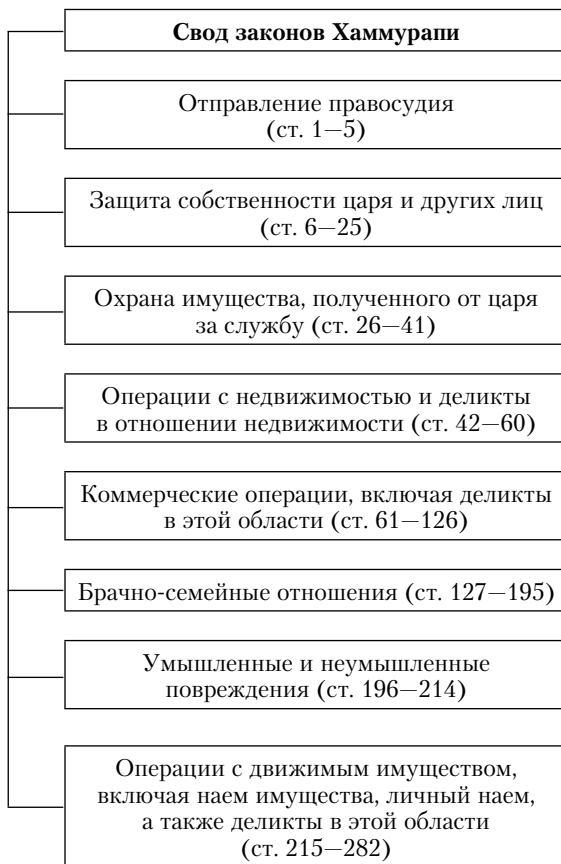 Свод законов Хаммурапи
Отправление правосудия
(ст. 1—5)
Защита собственности царя и других лиц
(ст. 6—25)
Охрана имущества, полученного от царя
за службу (ст. 26—41)
Операции с недвижимостью и деликты
в отношении недвижимости (ст. 42—60)
Коммерческие операции, включая деликты
в этой области (ст. 61—126)
Брачно-семейные отношения (ст. 127—195)
Умышленные и неумышленные
повреждения (ст. 196—214)
Операции с движимым имуществом,
включая наем имущества, личный наем,
а также деликты в этой области
(ст. 215—282)